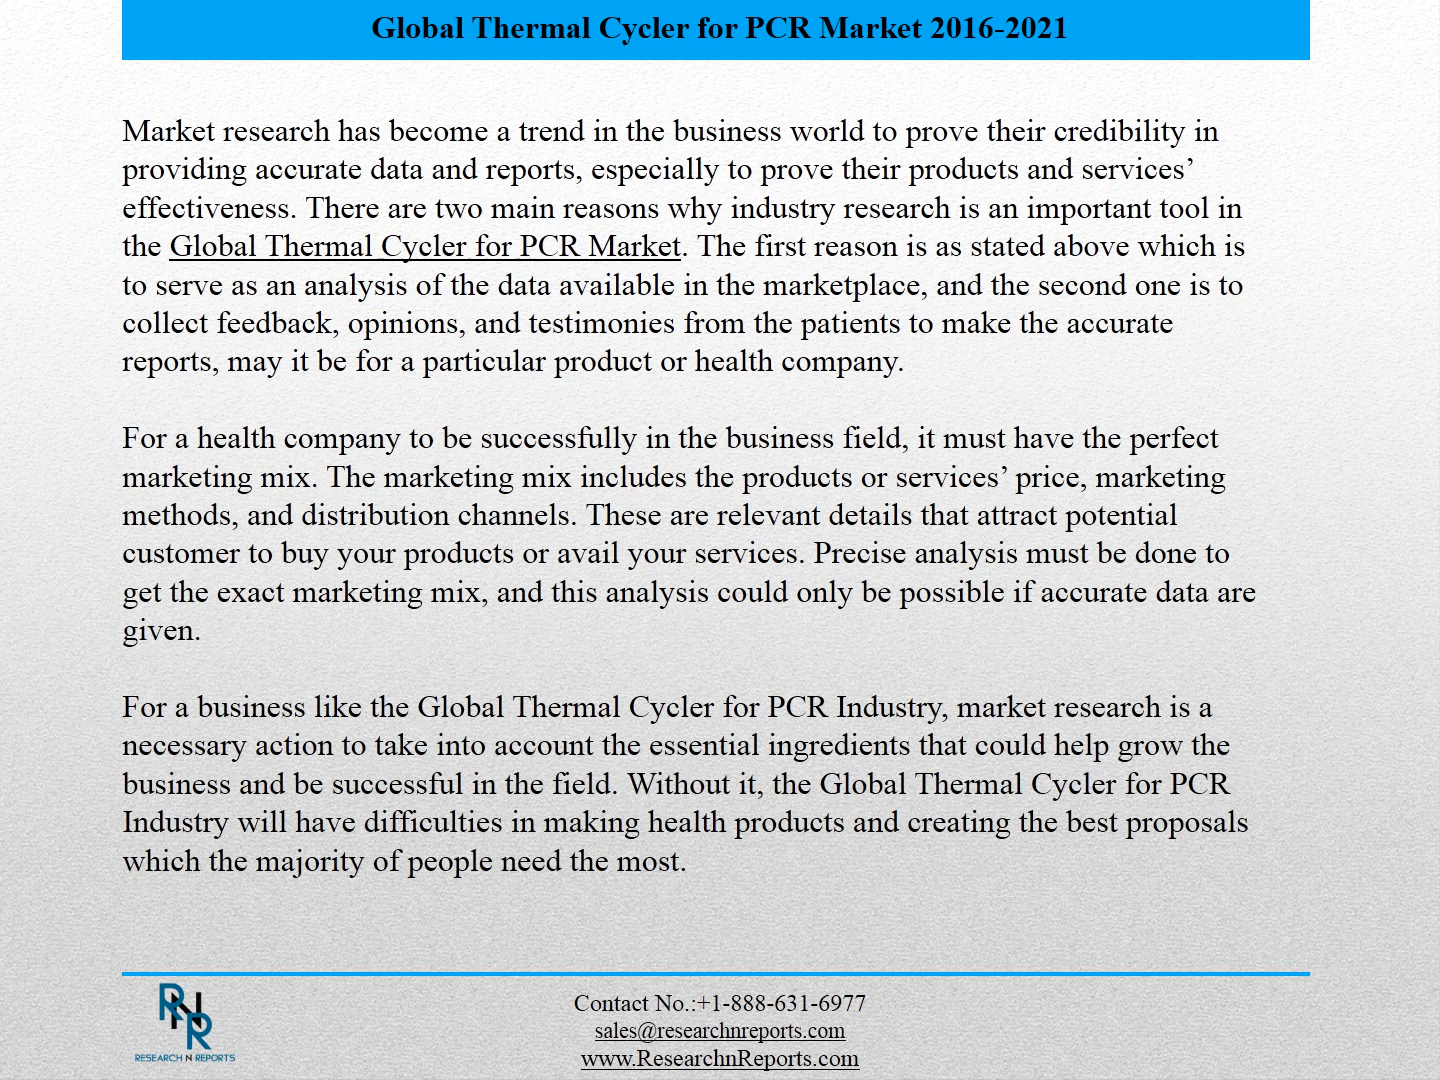 Global Thermal Cycler for PCR Market 2016-2021
Market research has become a trend in the business world to prove their credibility in
providing accurate data and reports, especially to prove their products and services’
effectiveness. There are two main reasons why industry research is an important tool in
the Global Thermal Cycler for PCR Market. The first reason is as stated above which is
to serve as an analysis of the data available in the marketplace, and the second one is to
collect feedback, opinions, and testimonies from the patients to make the accurate
reports, may it be for a particular product or health company.
For a health company to be successfully in the business field, it must have the perfect
marketing mix. The marketing mix includes the products or services’ price, marketing
methods, and distribution channels. These are relevant details that attract potential
customer to buy your products or avail your services. Precise analysis must be done to
get the exact marketing mix, and this analysis could only be possible if accurate data are
given.
For a business like the Global Thermal Cycler for PCR Industry, market research is a
necessary action to take into account the essential ingredients that could help grow the
business and be successful in the field. Without it, the Global Thermal Cycler for PCR
Industry will have difficulties in making health products and creating the best proposals
which the majority of people need the most.
RNR
RESEARCH N REPORTS
Contact No.:+1-888-631-6977
sales@researchnreports.com
www.ResearchnReports.com